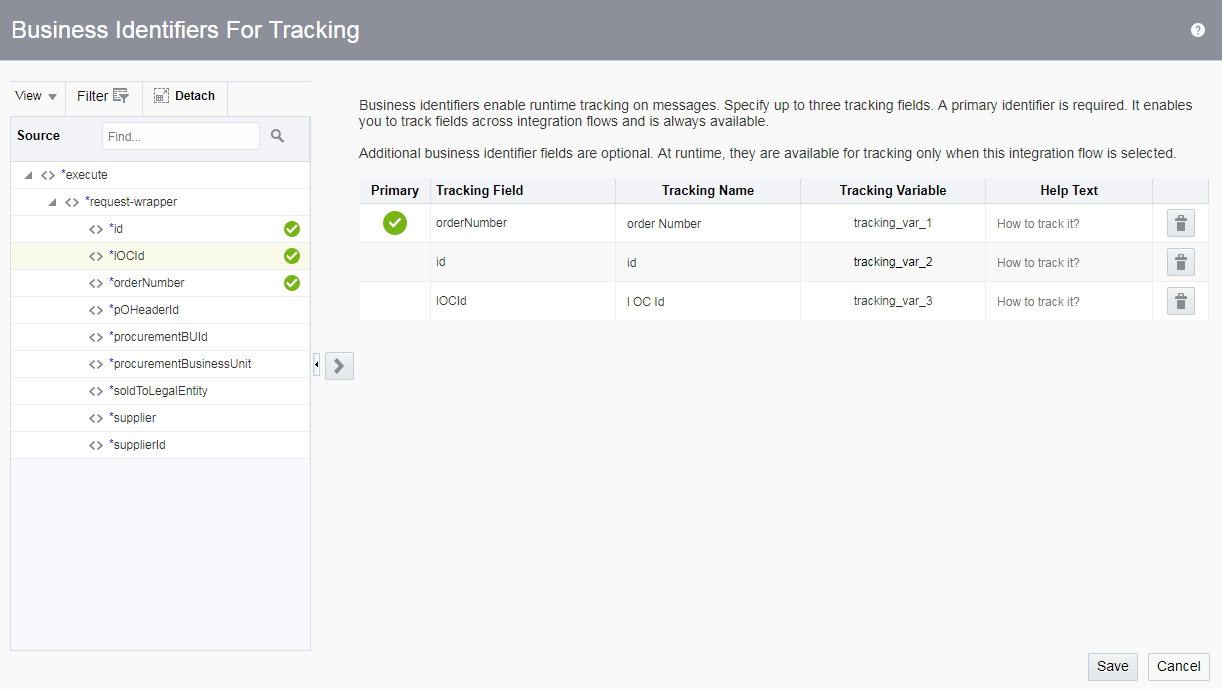 Business Identifiers For Tracking
?
View Filter Detach
Source Find...
*execute
*request-wrapper
*id
*IOCId
*orderNumber
*pOHeaderId
*procurementBUId
*procurementBusinessUnit
*soldToLegalEntity
*supplier
*supplierId
Business identifiers enable runtime tracking on messages. Specify up to three tracking fields. A primary identifier is required. It enables
you to track fields across integration flows and is always available.
Additional business identifier fields are optional. At runtime, they are available for tracking only when this integration flow is selected.
Primary Tracking Field Tracking Name Tracking Variable Help Text
orderNumber order Number tracking_var_1 How to track it?
id id tracking_var_2 How to track it?
IOCId I OC Id tracking_var_3 How to track it?
Save Cancel